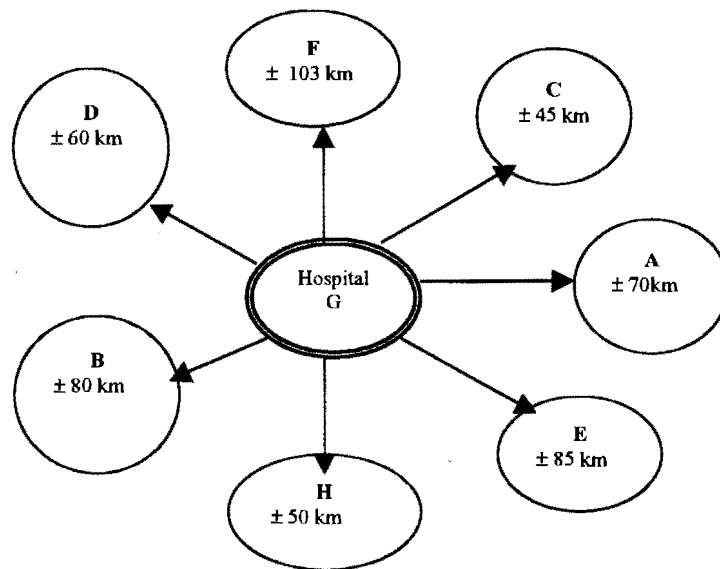 F
± 103 km
D
± 60 km
C
± 45 km
Hospital
G
A
± 70km
B
± 80 km
E
± 85 km
H
± 50 km